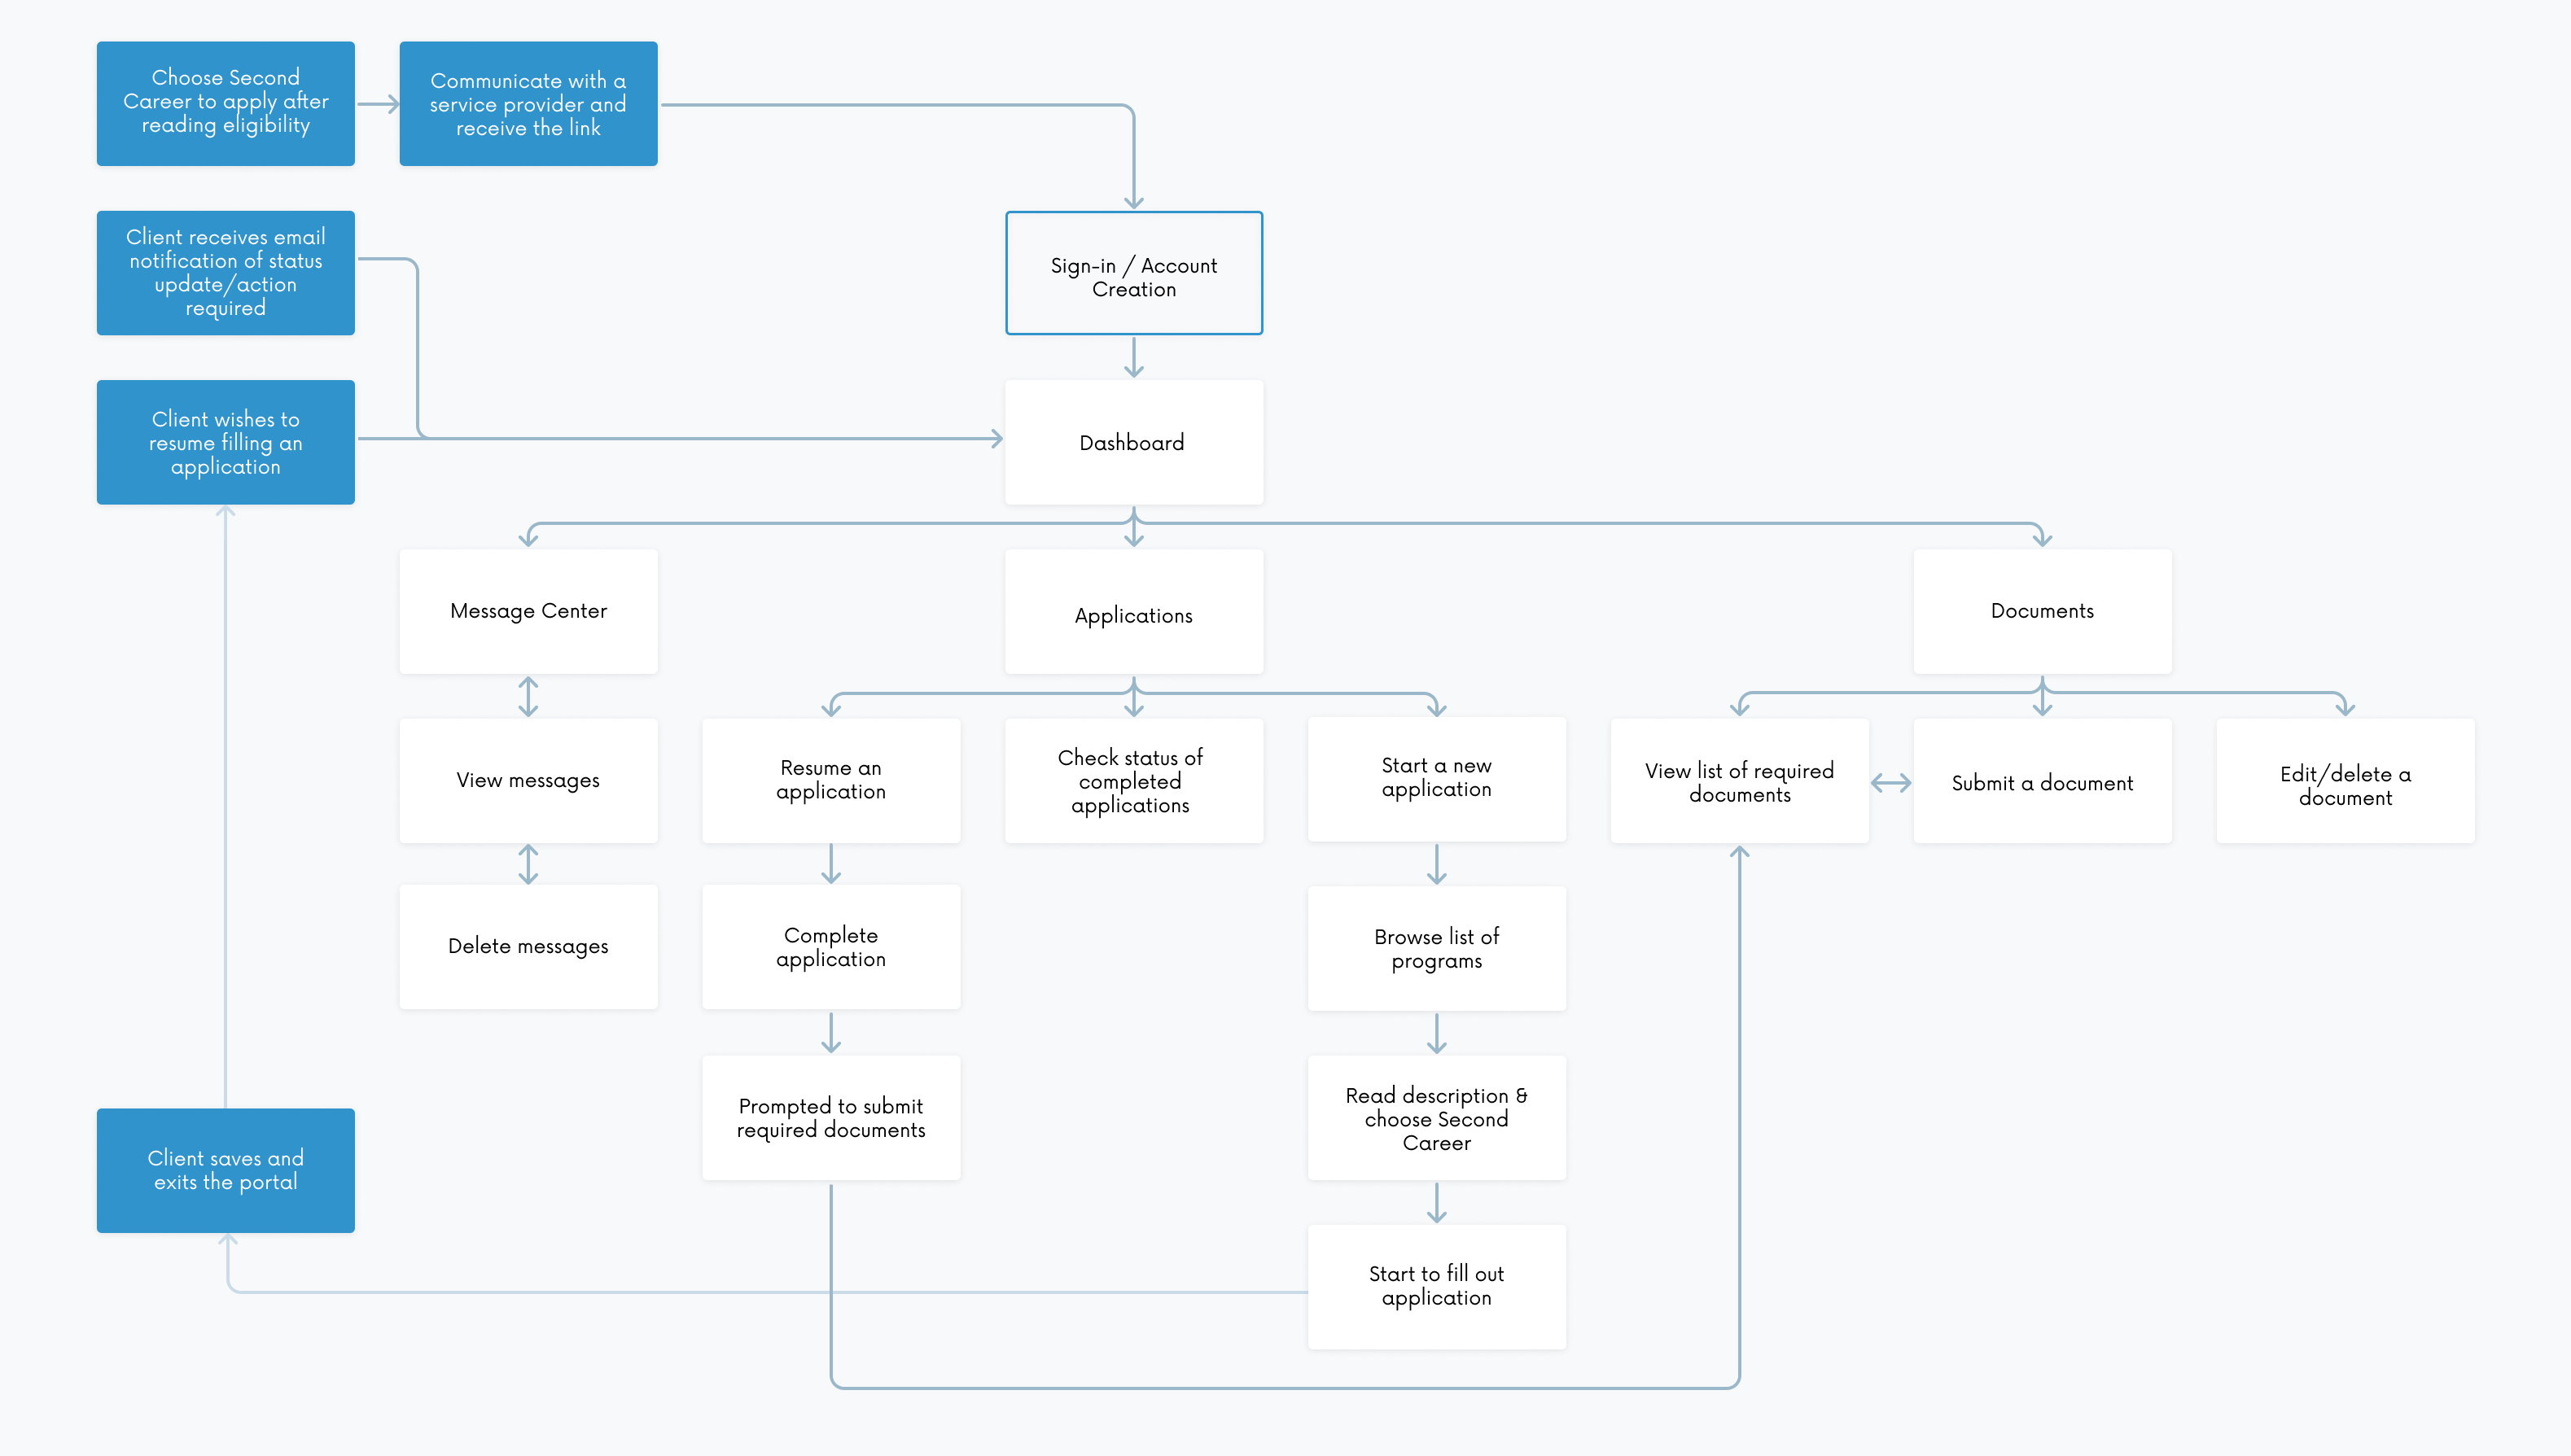 Choose Second
Career to apply after
reading eligibility
Communicate with a
service provider and
receive the link
Client receives email
notification of status
update/action
required
Sign-in / Account
Creation
Client wishes to
resume filling an
application
Dashboard
Message Center
Applications
Documents
View messages
Resume an
application
Check status of
completed
applications
Start a new
application
View list of required
documents
Submit a document
Edit/delete a
document
Delete messages
Complete
application
Browse list of
programs
Prompted to submit
required documents
Read description &
choose Second
Career
Client saves and
exits the portal
Start to fill out
application